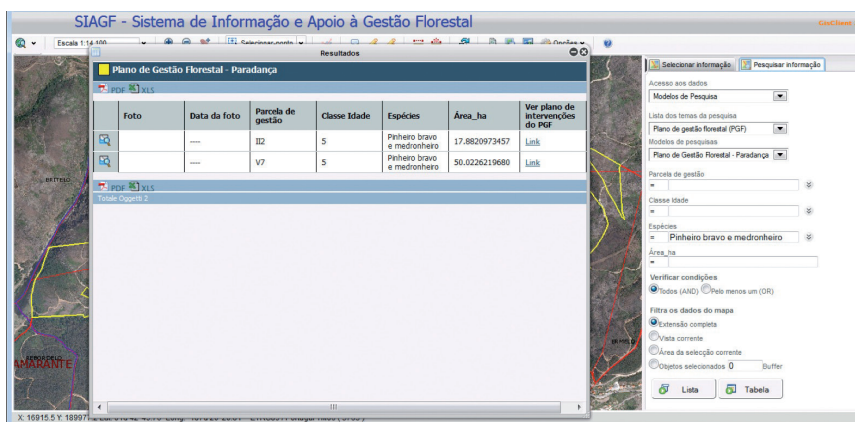 SIAGF - Sistema de Informação e Apoio à Gestão Florestal
Escala 1:14.100
Opções
Resultados
Plano de Gestão Florestal - Paradança
PDF XLS
Foto Data da foto Parcela de gestão Classe Idade Espécies Área_ha Ver plano de intervenções do PGF
---- II2 5 Pinheiro bravo e medronheiro 17.8820973457 Link
---- V7 5 Pinheiro bravo e medronheiro 50.0226219680 Link
PDF XLS
Totale Oggetti 2
BRITELO
AMARANTE
Selecionar informação
Pesquisar informação
Acesso aos dados
Modelos de Pesquisa
Lista dos temas da pesquisa
Plano de gestão florestal (PGF)
Modelos de pesquisas
Plano de Gestão Florestal - Paradança
Parcela de gestão
=
Classe Idade
=
Espécies
= Pinheiro bravo e medronheiro
Área_ha
=
Verificar condições
Todos (AND) Pelo menos um (OR)
Filtra os dados do mapa
Extensão completa
Vista corrente
Área da selecção corrente
Objetos selecionados 0 Buffer
Lista Tabela
X: 16915.5 Y: 189977